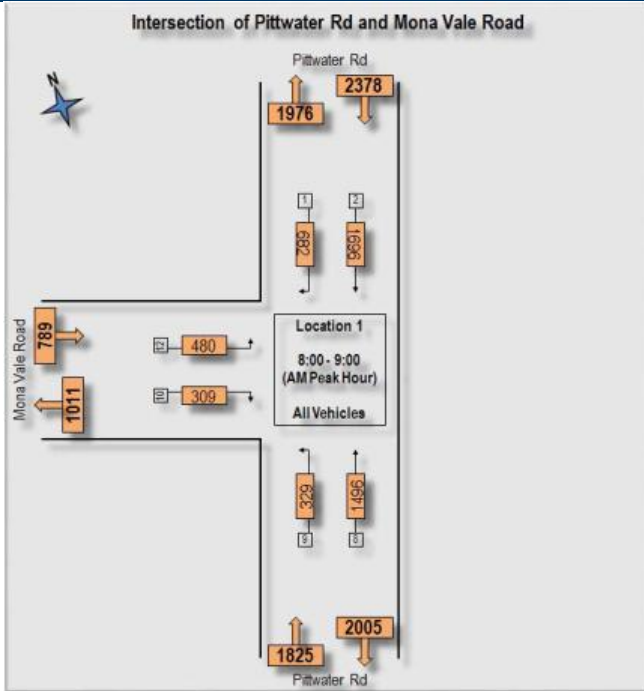 Intersection of Pittwater Rd and Mona Vale Road
Pittwater Rd
N
1976
2378
1
2
682
1696
Mona Vale Road
789
1011
12
480
10
309
Location 1
8:00 - 9:00
(AM Peak Hour)
All Vehicles
329
1496
9
8
1825
2005
Pittwater Rd